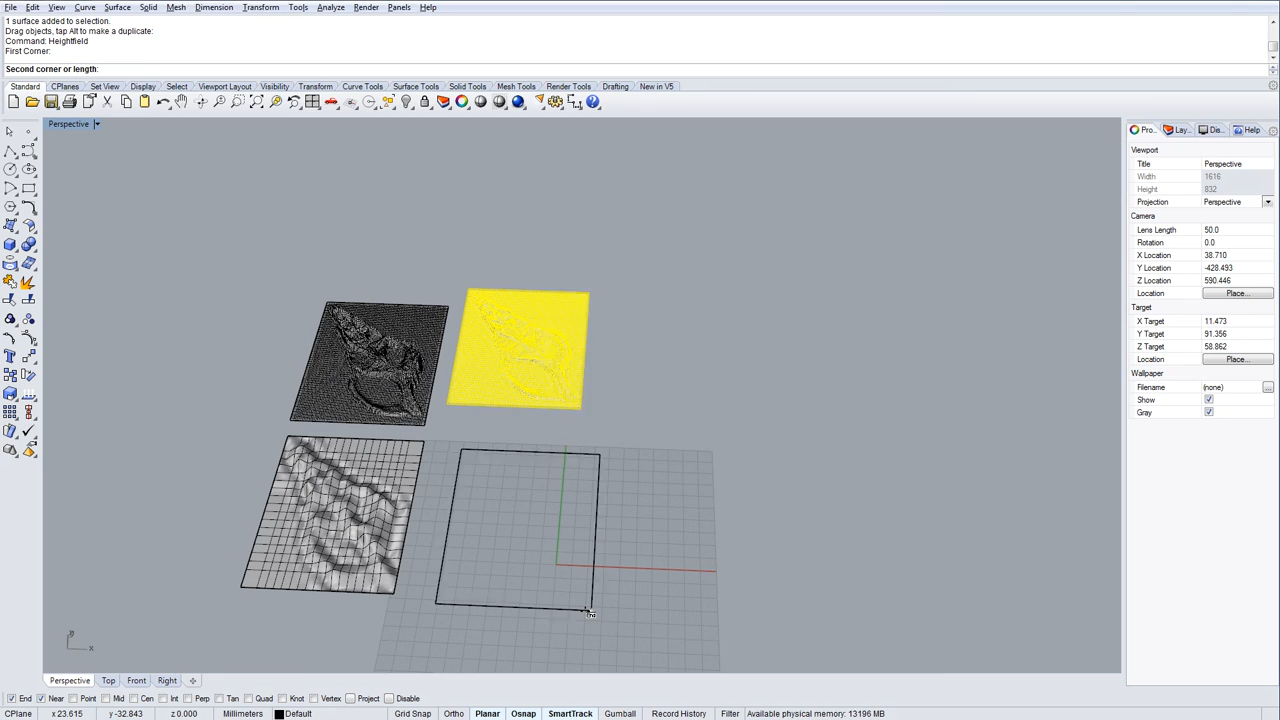 File Edit View Curve Surface Solid Mesh Dimension Transform Tools Analyze Render Panels Help
1 surface added to selection.
Drag objects, tap Alt to make a duplicate:
Command: Heightfield
First Corner:
Second corner or length:
Standard CPlanes Set View Display Select Viewport Layout Visibility Transform Curve Tools Surface Tools Solid Tools Mesh Tools Render Tools Drafting New in V5
Perspective
Pro... Lay... Dis... Help
Viewport
Title Perspective
Width 1616
Height 832
Projection Perspective
Camera
Lens Length 50.0
Rotation 0.0
X Location 38.710
Y Location -428.493
Z Location 590.446
Location Place...
Target
X Target 11.473
Y Target 91.356
Z Target 58.862
Location Place...
Wallpaper
Filename (none) ...
Show
Gray
End
y
x
Perspective Top Front Right
End Near Point Mid Cen Int Perp Tan Quad Knot Vertex Project Disable
CPlane x 23.615 y -32.843 z 0.000 Millimeters Default Grid Snap Ortho Planar Osnap SmartTrack Gumball Record History Filter Available physical memory: 13196 MB